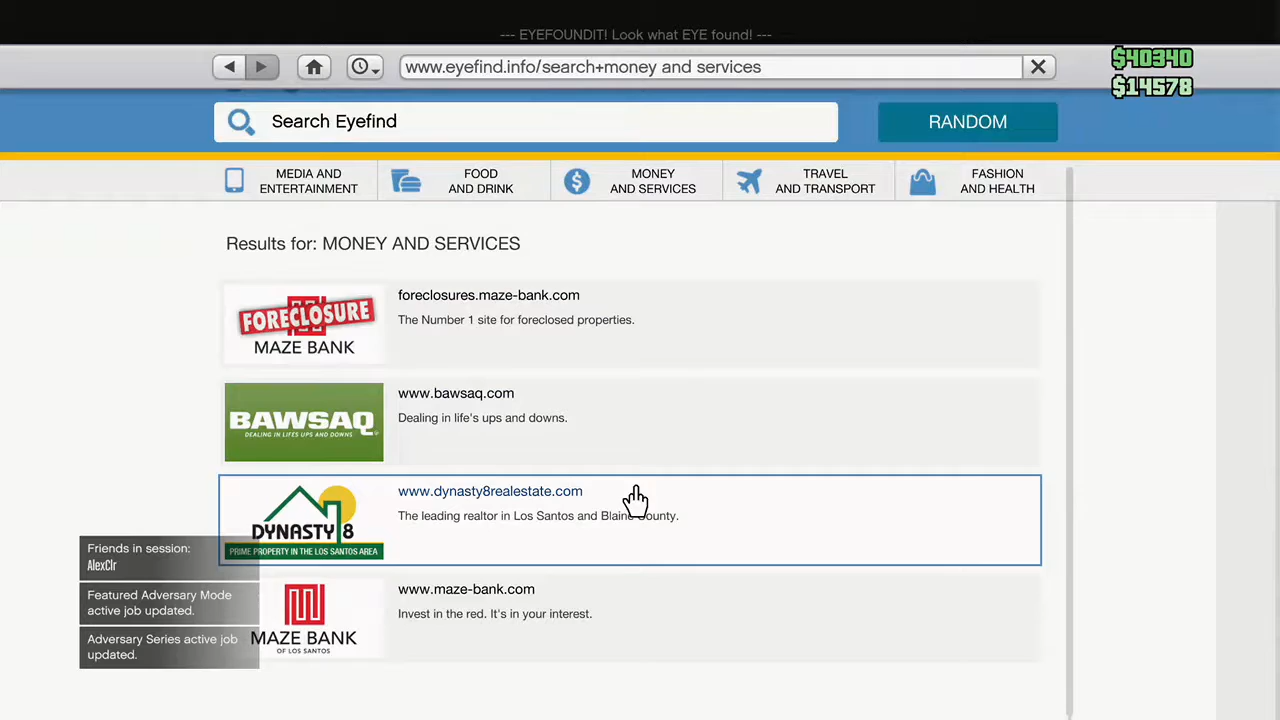 --- EYEFOUNDIT! Look what EYE found! ---
www.eyefind.info/search+money and services
$40340
$14578
Search Eyefind
RANDOM
MEDIA AND
ENTERTAINMENT
FOOD
AND DRINK
MONEY
AND SERVICES
TRAVEL
AND TRANSPORT
FASHION
AND HEALTH
Results for: MONEY AND SERVICES
FORECLOSURE
MAZE BANK
foreclosures.maze-bank.com
The Number 1 site for foreclosed properties.
BAWSAQ
DEALING IN LIFES UPS AND DOWNS
www.bawsaq.com
Dealing in life's ups and downs.
DYNASTY 8
PRIME PROPERTY IN THE LOS SANTOS AREA
www.dynasty8realestate.com
The leading realtor in Los Santos and Blaine County.
MAZE BANK
OF LOS SANTOS
www.maze-bank.com
Invest in the red. It's in your interest.
Friends in session:
AlexClr
Featured Adversary Mode
active job updated.
Adversary Series active job
updated.